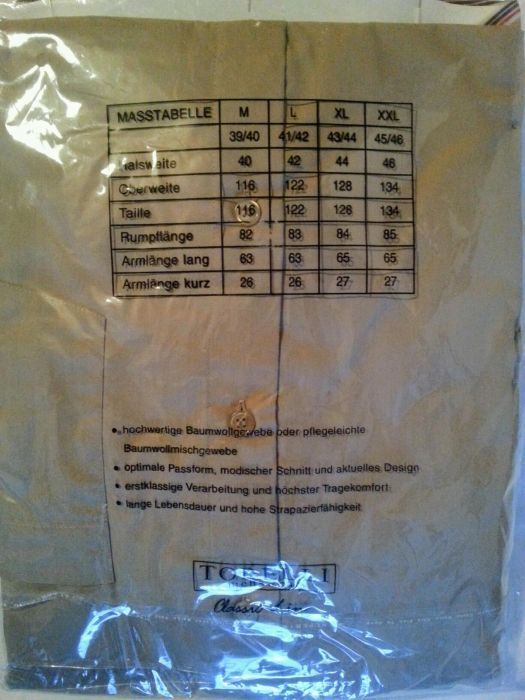 MASSTABELLE M L XL XXL
39/40 41/42 43/44 45/46
Halsweite 40 42 44 46
Oberweite 116 122 128 134
Taille 116 122 128 134
Rumpflänge 82 83 84 85
Armlänge lang 63 63 65 65
Armlänge kurz 26 26 27 27
• hochwertige Baumwollgewebe oder pflegeleichte
Baumwollmischgewebe
• optimale Passform, modischer Schnitt und aktuelles Design
• erstklassige Verarbeitung und höchster Tragekomfort
• lange Lebensdauer und hohe Strapazierfähigkeit